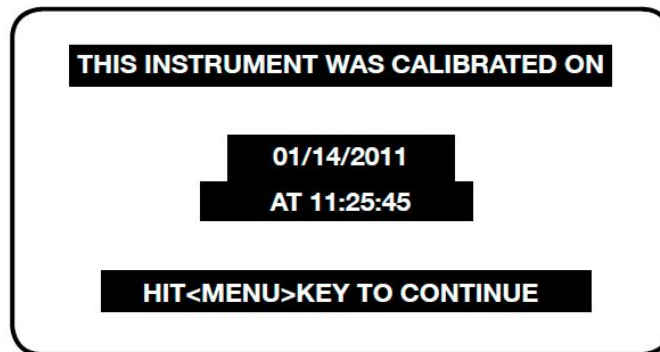 THIS INSTRUMENT WAS CALIBRATED ON
01/14/2011
AT 11:25:45
HIT<MENU>KEY TO CONTINUE